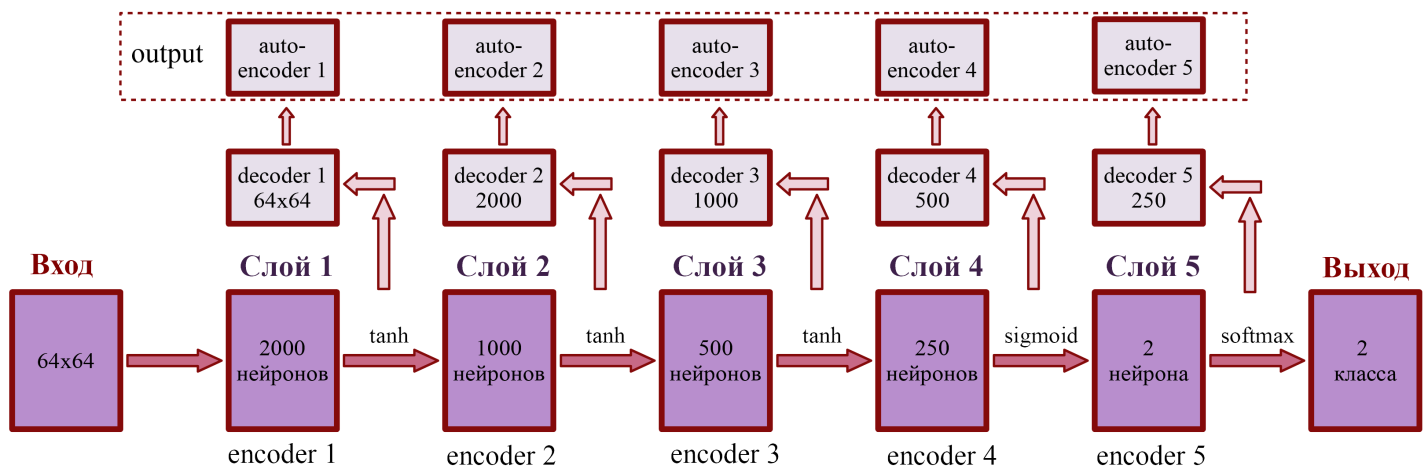 output
auto-
encoder 1
auto-
encoder 2
auto-
encoder 3
auto-
encoder 4
auto-
encoder 5
decoder 1
64x64
decoder 2
2000
decoder 3
1000
decoder 4
500
decoder 5
250
Вход
Слой 1
Слой 2
Слой 3
Слой 4
Слой 5
Выход
64x64
2000
нейронов
tanh
1000
нейронов
tanh
500
нейронов
tanh
250
нейронов
sigmoid
2
нейрона
softmax
2
класса
encoder 1
encoder 2
encoder 3
encoder 4
encoder 5